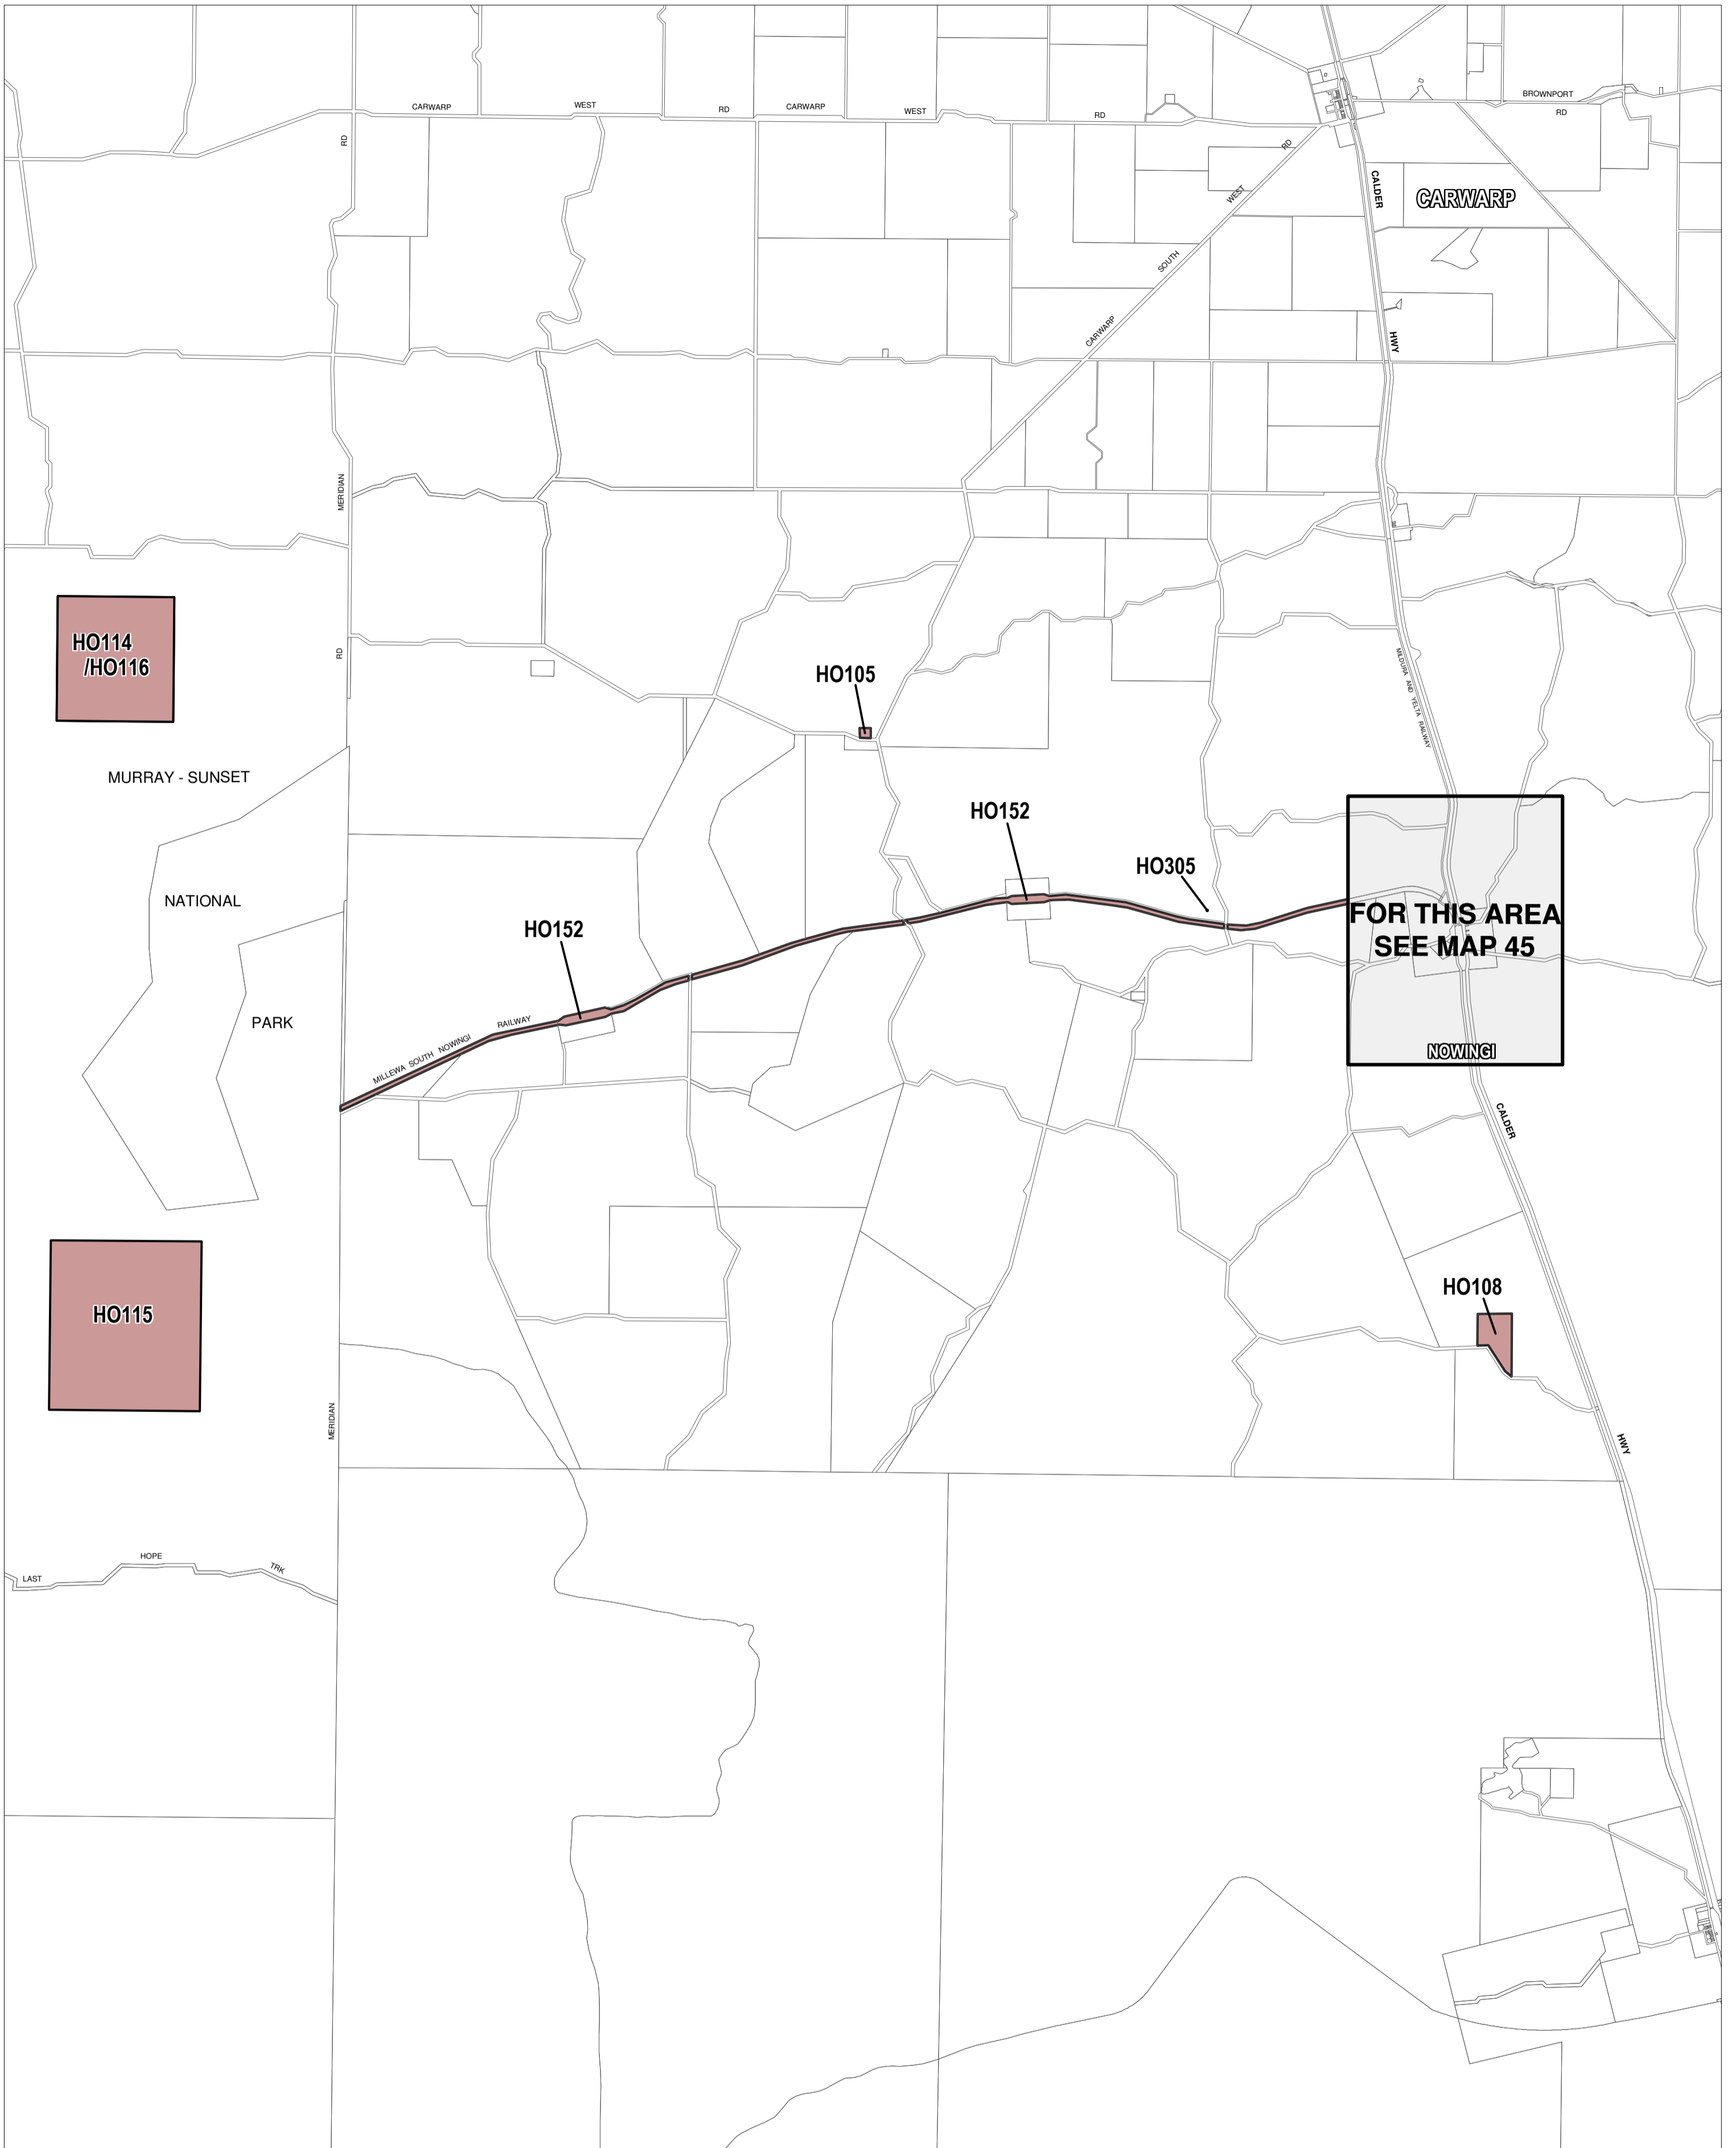 CARWARP WEST RD CARWARP WEST RD
BROWNPORT
RD
RD
CARWARP SOUTH WEST RD
CALDER
HWY
CARWARP
MERIDIAN
RD
HO114
/HO116
HO105
MILDURA AND YELTA RAILWAY
MURRAY - SUNSET
NATIONAL
PARK
HO152
HO305
HO152
FOR THIS AREA
SEE MAP 45
NOWINGI
MILLEWA SOUTH NOWINGI RAILWAY
CALDER
HWY
HO115
HO108
MERIDIAN
LAST HOPE TRK